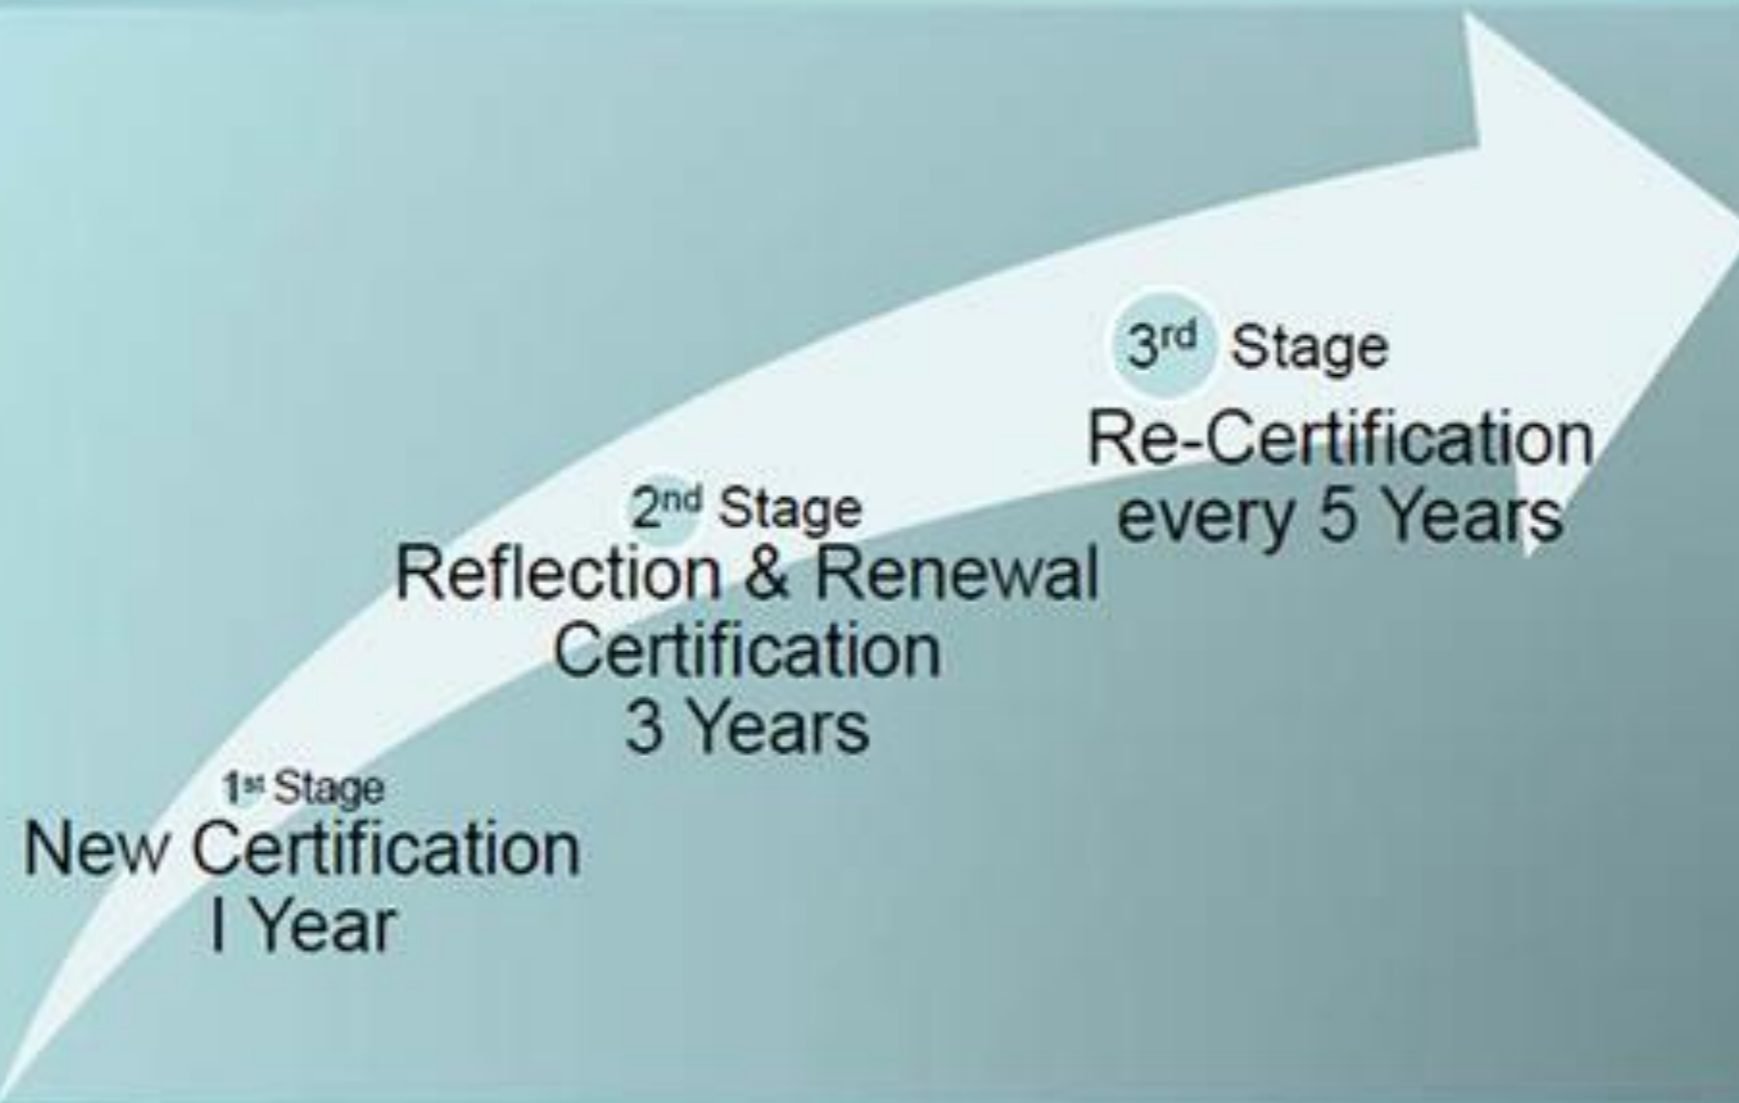 1st Stage
New Certification
I Year
2nd Stage
Reflection & Renewal
Certification
3 Years
3rd Stage
Re-Certification
every 5 Years